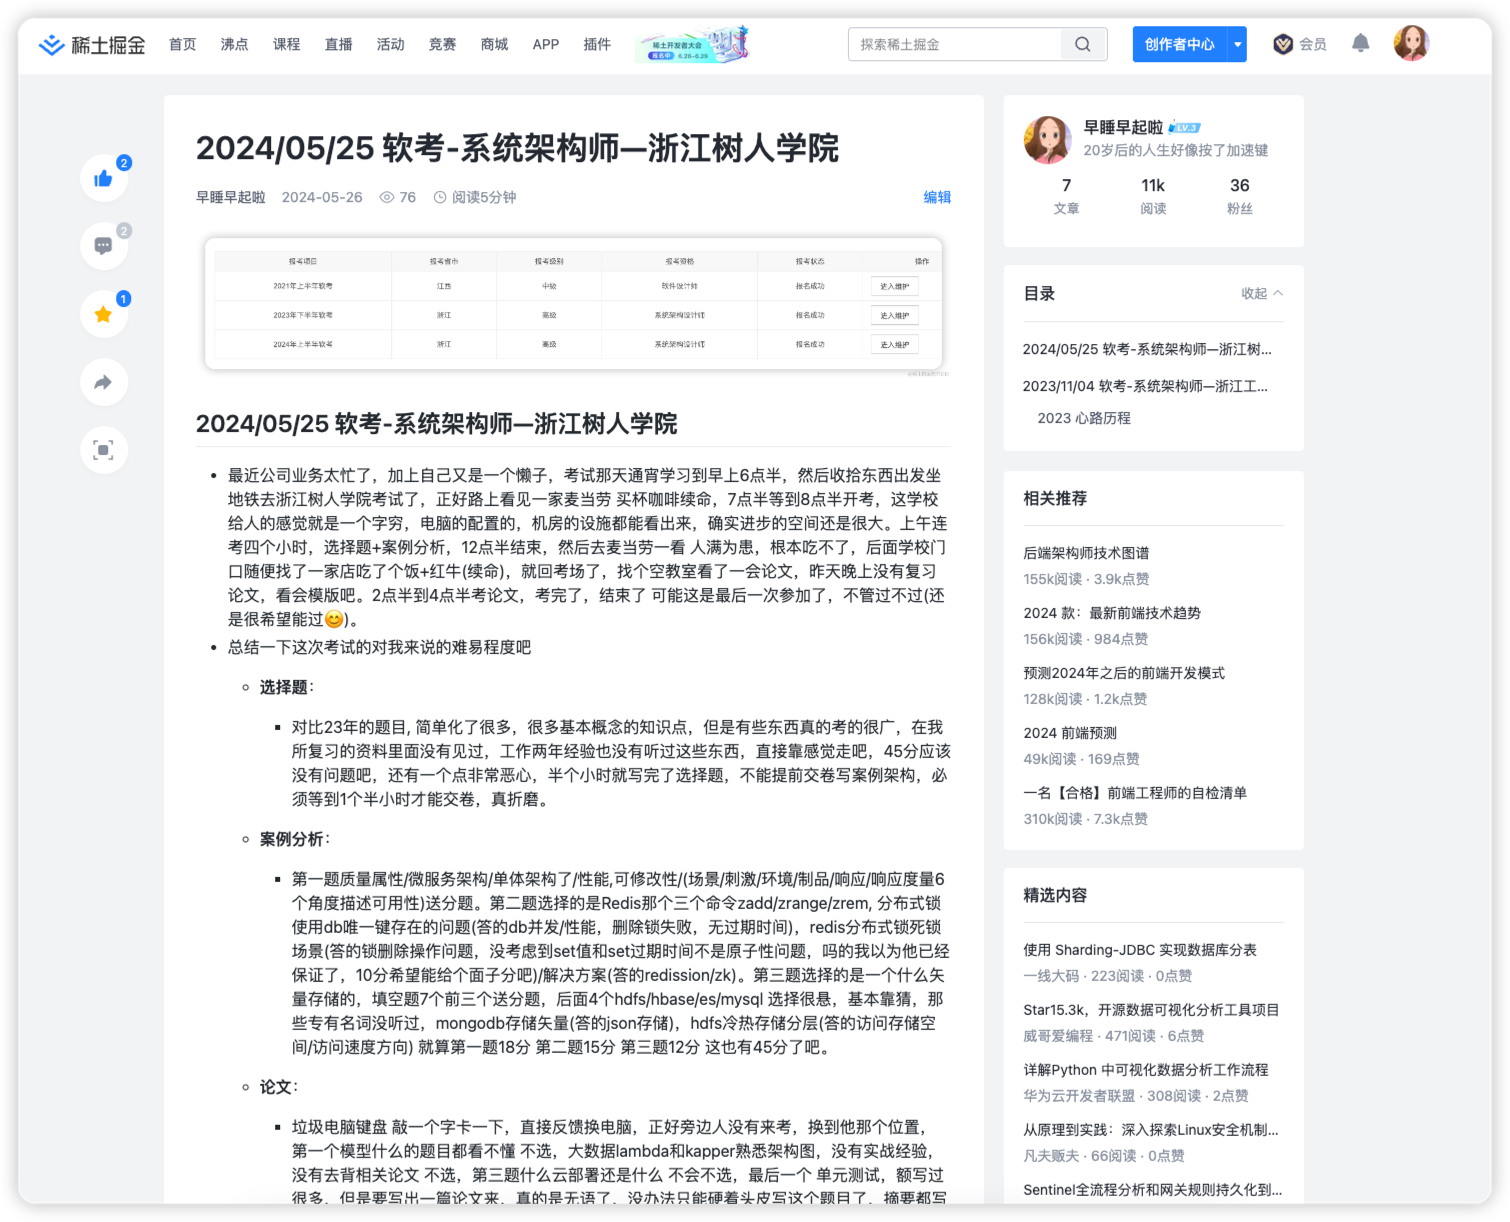 稀土掘金
首页 沸点 课程 直播 活动 竞赛 商城 APP 插件
稀土开发者大会
报名中 6.28-6.29
探索稀土掘金
创作者中心
会员
2
2
1
2024/05/25 软考-系统架构师—浙江树人学院
早睡早起啦 2024-05-26 76 阅读5分钟 编辑
报考项目 报考省市 报考级别 报考资格 报考状态 操作
2021年上半年软考 江西 中级 软件设计师 报名成功 进入维护
2023年下半年软考 浙江 高级 系统架构设计师 报名成功 进入维护
2024年上半年软考 浙江 高级 系统架构设计师 报名成功 进入维护
2024/05/25 软考-系统架构师—浙江树人学院
最近公司业务太忙了，加上自己又是一个懒子，考试那天通宵学习到早上6点半，然后收拾东西出发坐
地铁去浙江树人学院考试了，正好路上看见一家麦当劳 买杯咖啡续命，7点半等到8点半开考，这学校
给人的感觉就是一个字穷，电脑的配置的，机房的设施都能看出来，确实进步的空间还是很大。上午连
考四个小时，选择题+案例分析，12点半结束，然后去麦当劳一看 人满为患，根本吃不了，后面学校门
口随便找了一家店吃了个饭+红牛(续命)，就回考场了，找个空教室看了一会论文，昨天晚上没有复习
论文，看会模版吧。2点半到4点半考论文，考完了，结束了 可能这是最后一次参加了，不管过不过(还
是很希望能过😊)。
总结一下这次考试的对我来说的难易程度吧
选择题：
对比23年的题目, 简单化了很多，很多基本概念的知识点，但是有些东西真的考的很广，在我
所复习的资料里面没有见过，工作两年经验也没有听过这些东西，直接靠感觉走吧，45分应该
没有问题吧，还有一个点非常恶心，半个小时就写完了选择题，不能提前交卷写案例架构，必
须等到1个半小时才能交卷，真折磨。
案例分析：
第一题质量属性/微服务架构/单体架构了/性能,可修改性/(场景/刺激/环境/制品/响应/响应度量6
个角度描述可用性)送分题。第二题选择的是Redis那个三个命令zadd/zrange/zrem, 分布式锁
使用db唯一键存在的问题(答的db并发/性能，删除锁失败，无过期时间)，redis分布式锁死锁
场景(答的锁删除操作问题，没考虑到set值和set过期时间不是原子性问题，吗的我以为他已经
保证了，10分希望能给个面子分吧)/解决方案(答的redission/zk)。第三题选择的是一个什么矢
量存储的，填空题7个前三个送分题，后面4个hdfs/hbase/es/mysql 选择很悬，基本靠猜，那
些专有名词没听过，mongodb存储矢量(答的json存储)，hdfs冷热存储分层(答的访问存储空
间/访问速度方向) 就算第一题18分 第二题15分 第三题12分 这也有45分了吧。
论文：
垃圾电脑键盘 敲一个字卡一下，直接反馈换电脑，正好旁边人没有来考，换到他那个位置，
第一个模型什么的题目都看不懂 不选，大数据lambda和kapper熟悉架构图，没有实战经验，
没有去背相关论文 不选，第三题什么云部署还是什么 不会不选，最后一个 单元测试，额写过
很多，但是要写出一篇论文来，真的是无语了，没办法只能硬着头皮写这个题目了，摘要都写
早睡早起啦 LV.3
20岁后的人生好像按了加速键
7 11k 36
文章 阅读 粉丝
目录 收起
2024/05/25 软考-系统架构师—浙江树...
2023/11/04 软考-系统架构师—浙江工...
2023 心路历程
相关推荐
后端架构师技术图谱
155k阅读 · 3.9k点赞
2024 款：最新前端技术趋势
156k阅读 · 984点赞
预测2024年之后的前端开发模式
128k阅读 · 1.2k点赞
2024 前端预测
49k阅读 · 169点赞
一名【合格】前端工程师的自检清单
310k阅读 · 7.3k点赞
精选内容
使用 Sharding-JDBC 实现数据库分表
一线大码 · 223阅读 · 0点赞
Star15.3k，开源数据可视化分析工具项目
威哥爱编程 · 471阅读 · 6点赞
详解Python 中可视化数据分析工作流程
华为云开发者联盟 · 308阅读 · 2点赞
从原理到实践：深入探索Linux安全机制...
凡夫贩夫 · 66阅读 · 0点赞
Sentinel全流程分析和网关规则持久化到...